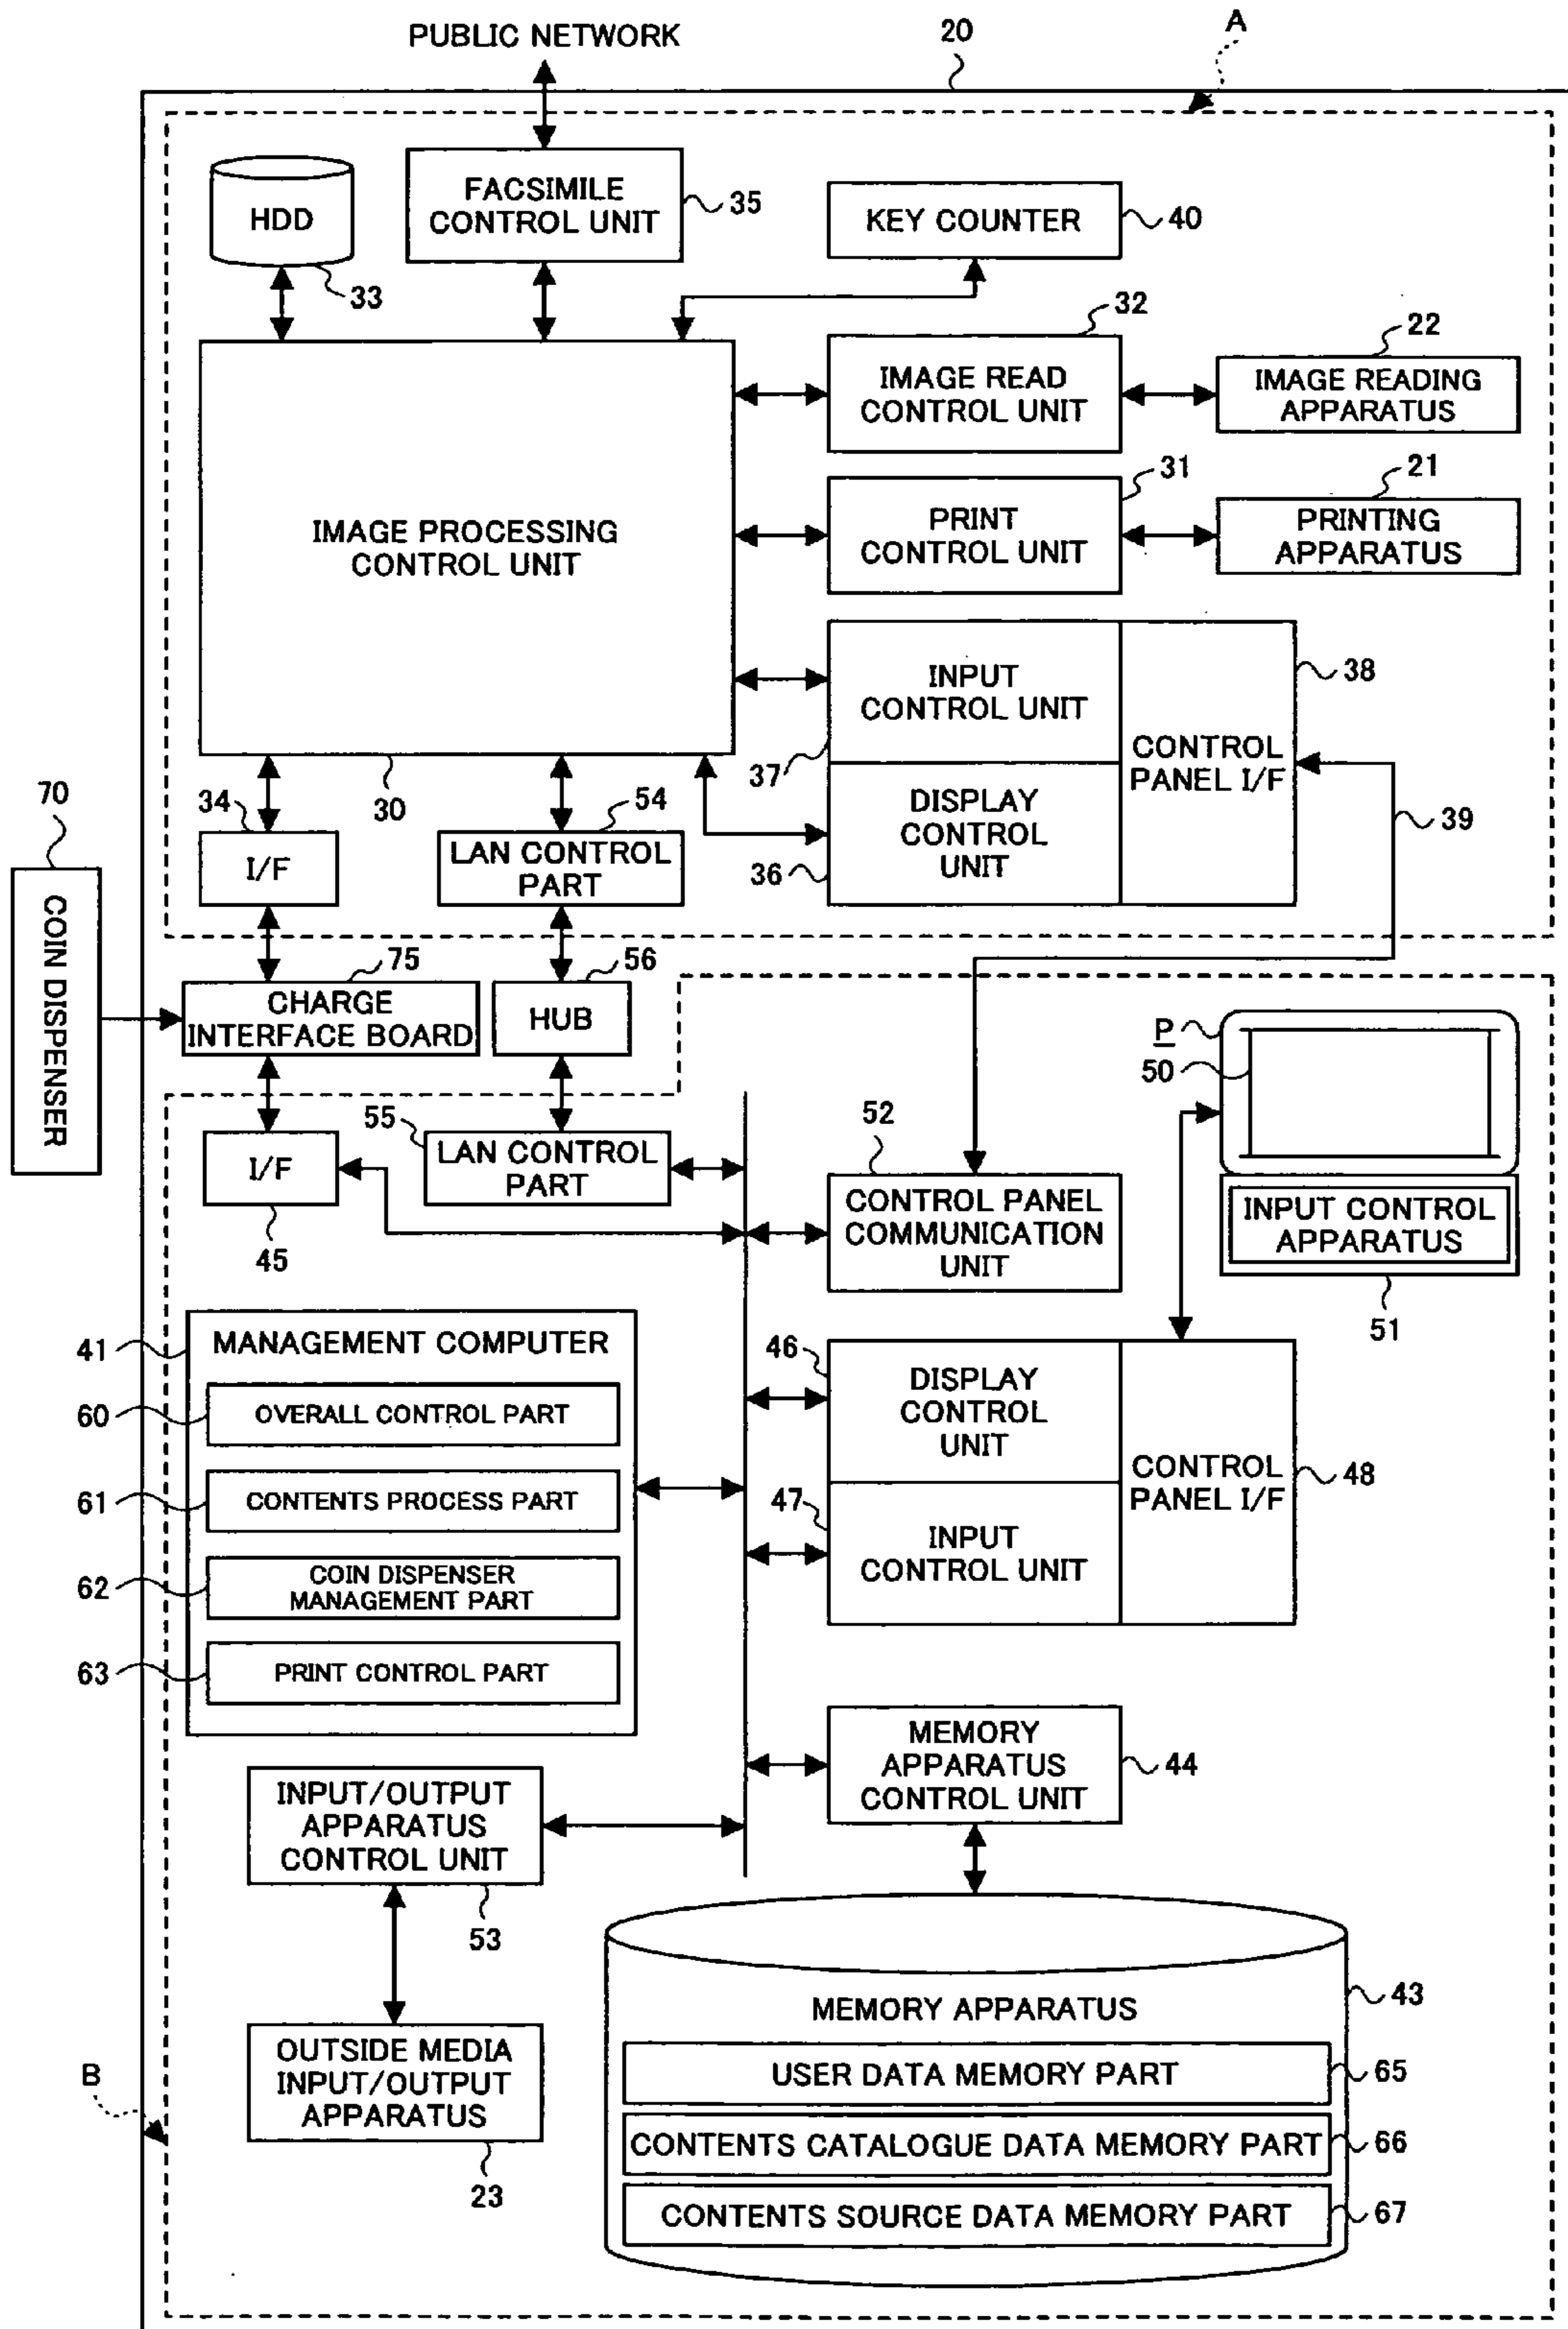 PUBLIC NETWORK
20
A
HDD
33
FACSIMILE
CONTROL UNIT
35
KEY COUNTER
40
32
IMAGE READ
CONTROL UNIT
22
IMAGE READING
APPARATUS
IMAGE PROCESSING
CONTROL UNIT
30
31
PRINT
CONTROL UNIT
21
PRINTING
APPARATUS
INPUT
CONTROL UNIT
37
DISPLAY
CONTROL
UNIT
36
CONTROL
PANEL I/F
38
39
34
I/F
54
LAN CONTROL
PART
70
COIN DISPENSER
75
CHARGE
INTERFACE BOARD
56
HUB
P
50
INPUT CONTROL
APPARATUS
51
I/F
45
55
LAN CONTROL
PART
52
CONTROL PANEL
COMMUNICATION
UNIT
41
MANAGEMENT COMPUTER
60
OVERALL CONTROL PART
61
CONTENTS PROCESS PART
62
COIN DISPENSER
MANAGEMENT PART
63
PRINT CONTROL PART
46
DISPLAY
CONTROL
UNIT
47
INPUT
CONTROL UNIT
CONTROL
PANEL I/F
48
MEMORY
APPARATUS
CONTROL UNIT
44
INPUT/OUTPUT
APPARATUS
CONTROL UNIT
53
B
OUTSIDE MEDIA
INPUT/OUTPUT
APPARATUS
23
MEMORY APPARATUS
43
USER DATA MEMORY PART
65
CONTENTS CATALOGUE DATA MEMORY PART
66
CONTENTS SOURCE DATA MEMORY PART
67